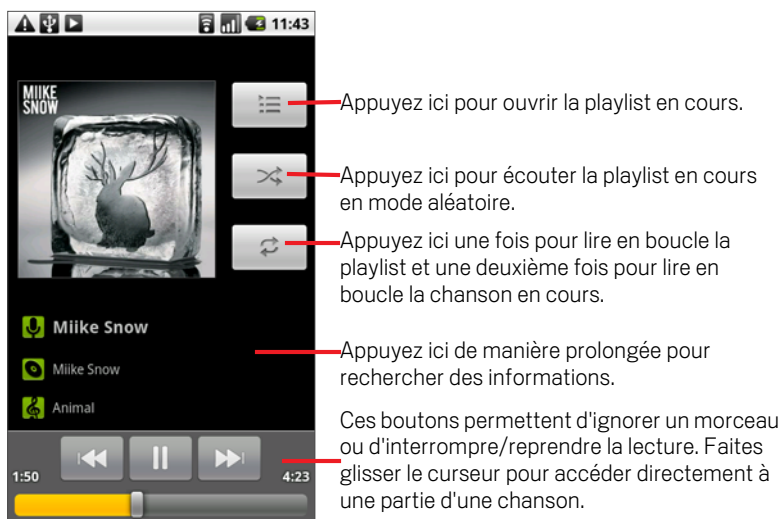 11:43
MIIKE
SNOW
Appuyez ici pour ouvrir la playlist en cours.
Appuyez ici pour écouter la playlist en cours
en mode aléatoire.
Appuyez ici une fois pour lire en boucle la
playlist et une deuxième fois pour lire en
boucle la chanson en cours.
Miike Snow
Miike Snow
Animal
Appuyez ici de manière prolongée pour
rechercher des informations.
1:50
4:23
Ces boutons permettent d'ignorer un morceau
ou d'interrompre/reprendre la lecture. Faites
glisser le curseur pour accéder directement à
une partie d'une chanson.